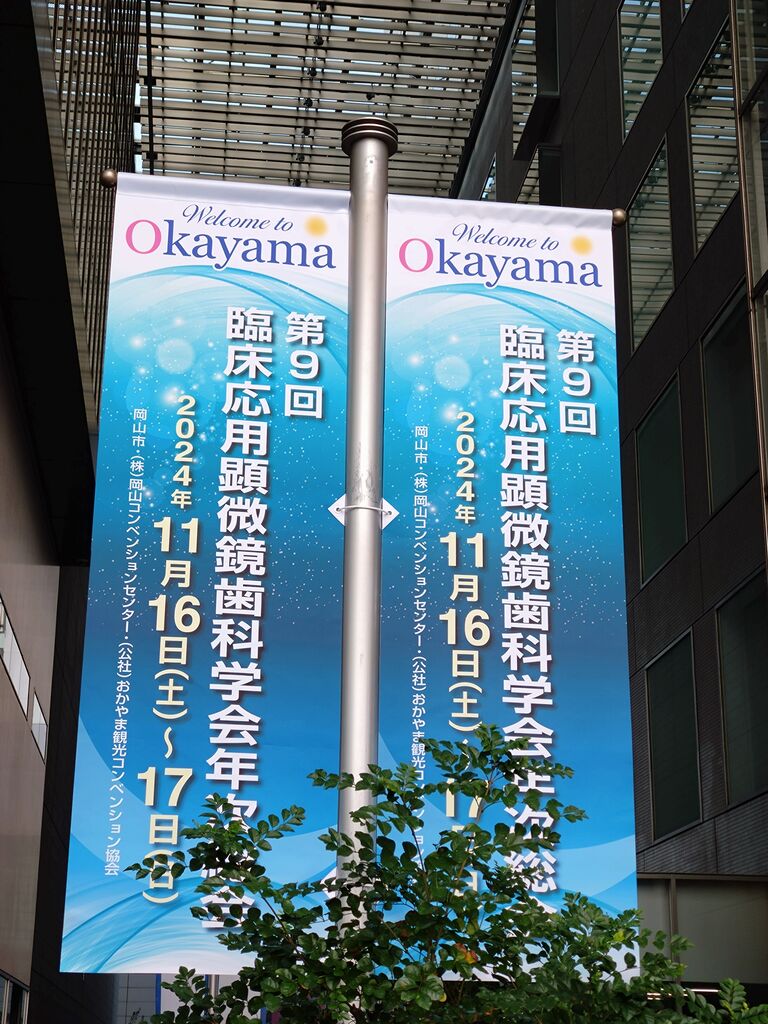 Welcome to
Okayama
第9回
臨床応用顕微鏡歯科学会年次総会
2024年11月16日(土)～17日(日)
岡山市・(株)岡山コンベンションセンター・(公社)おかやま観光コンベンション協会
Welcome to
Okayama
第9回
臨床応用顕微鏡歯科学会年次総
2024年11月16日(土)
岡山市・(株)岡山コンベンションセンター・(公社)おかやま観光コ